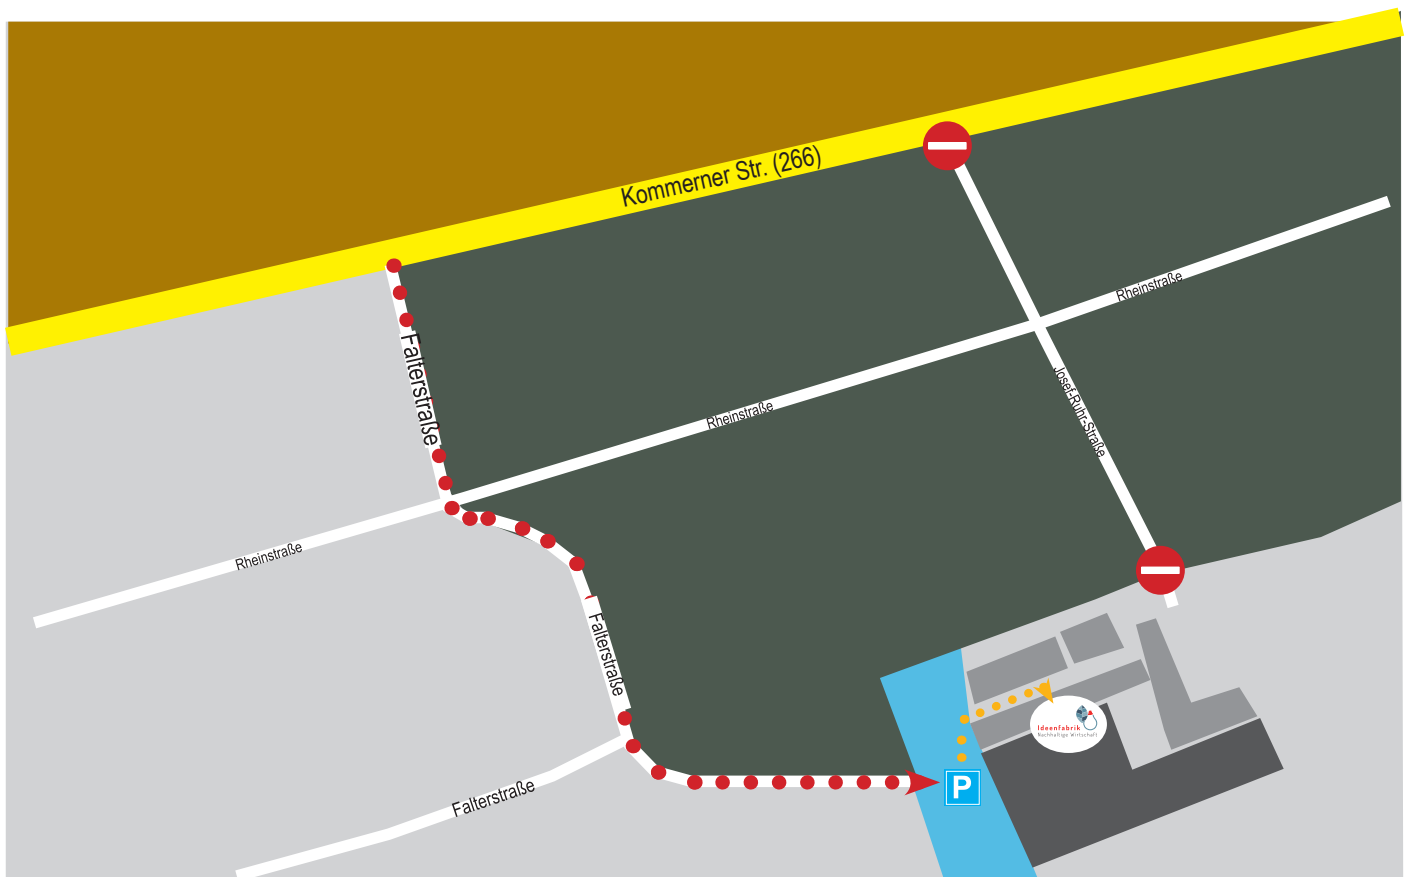 Kommerner Str. (266)
Rheinstraße
Falterstraße
Rheinstraße
Josef-Ruhr-Straße
Rheinstraße
Falterstraße
Ideenfabrik
Nachhaltige Wirtschaft
P
Falterstraße